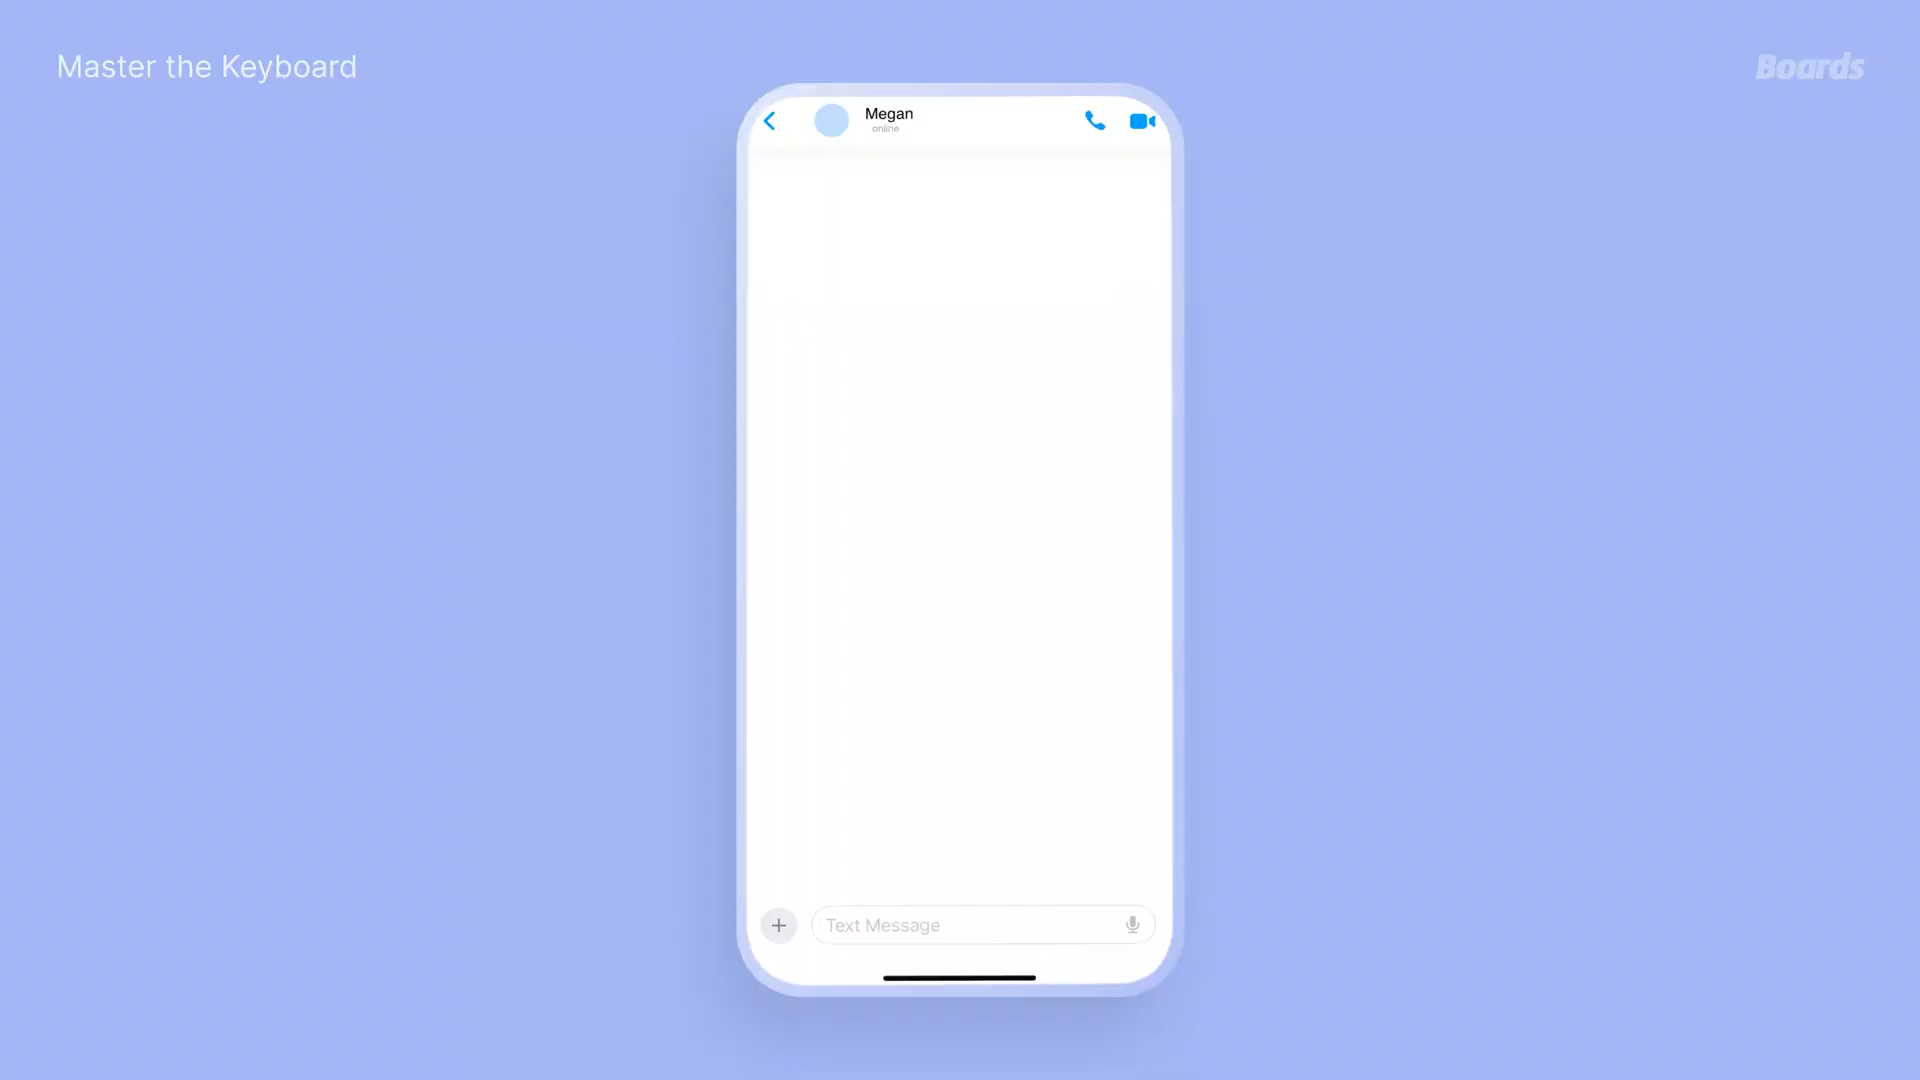 Master the Keyboard
Boards
Megan
online
Text Message